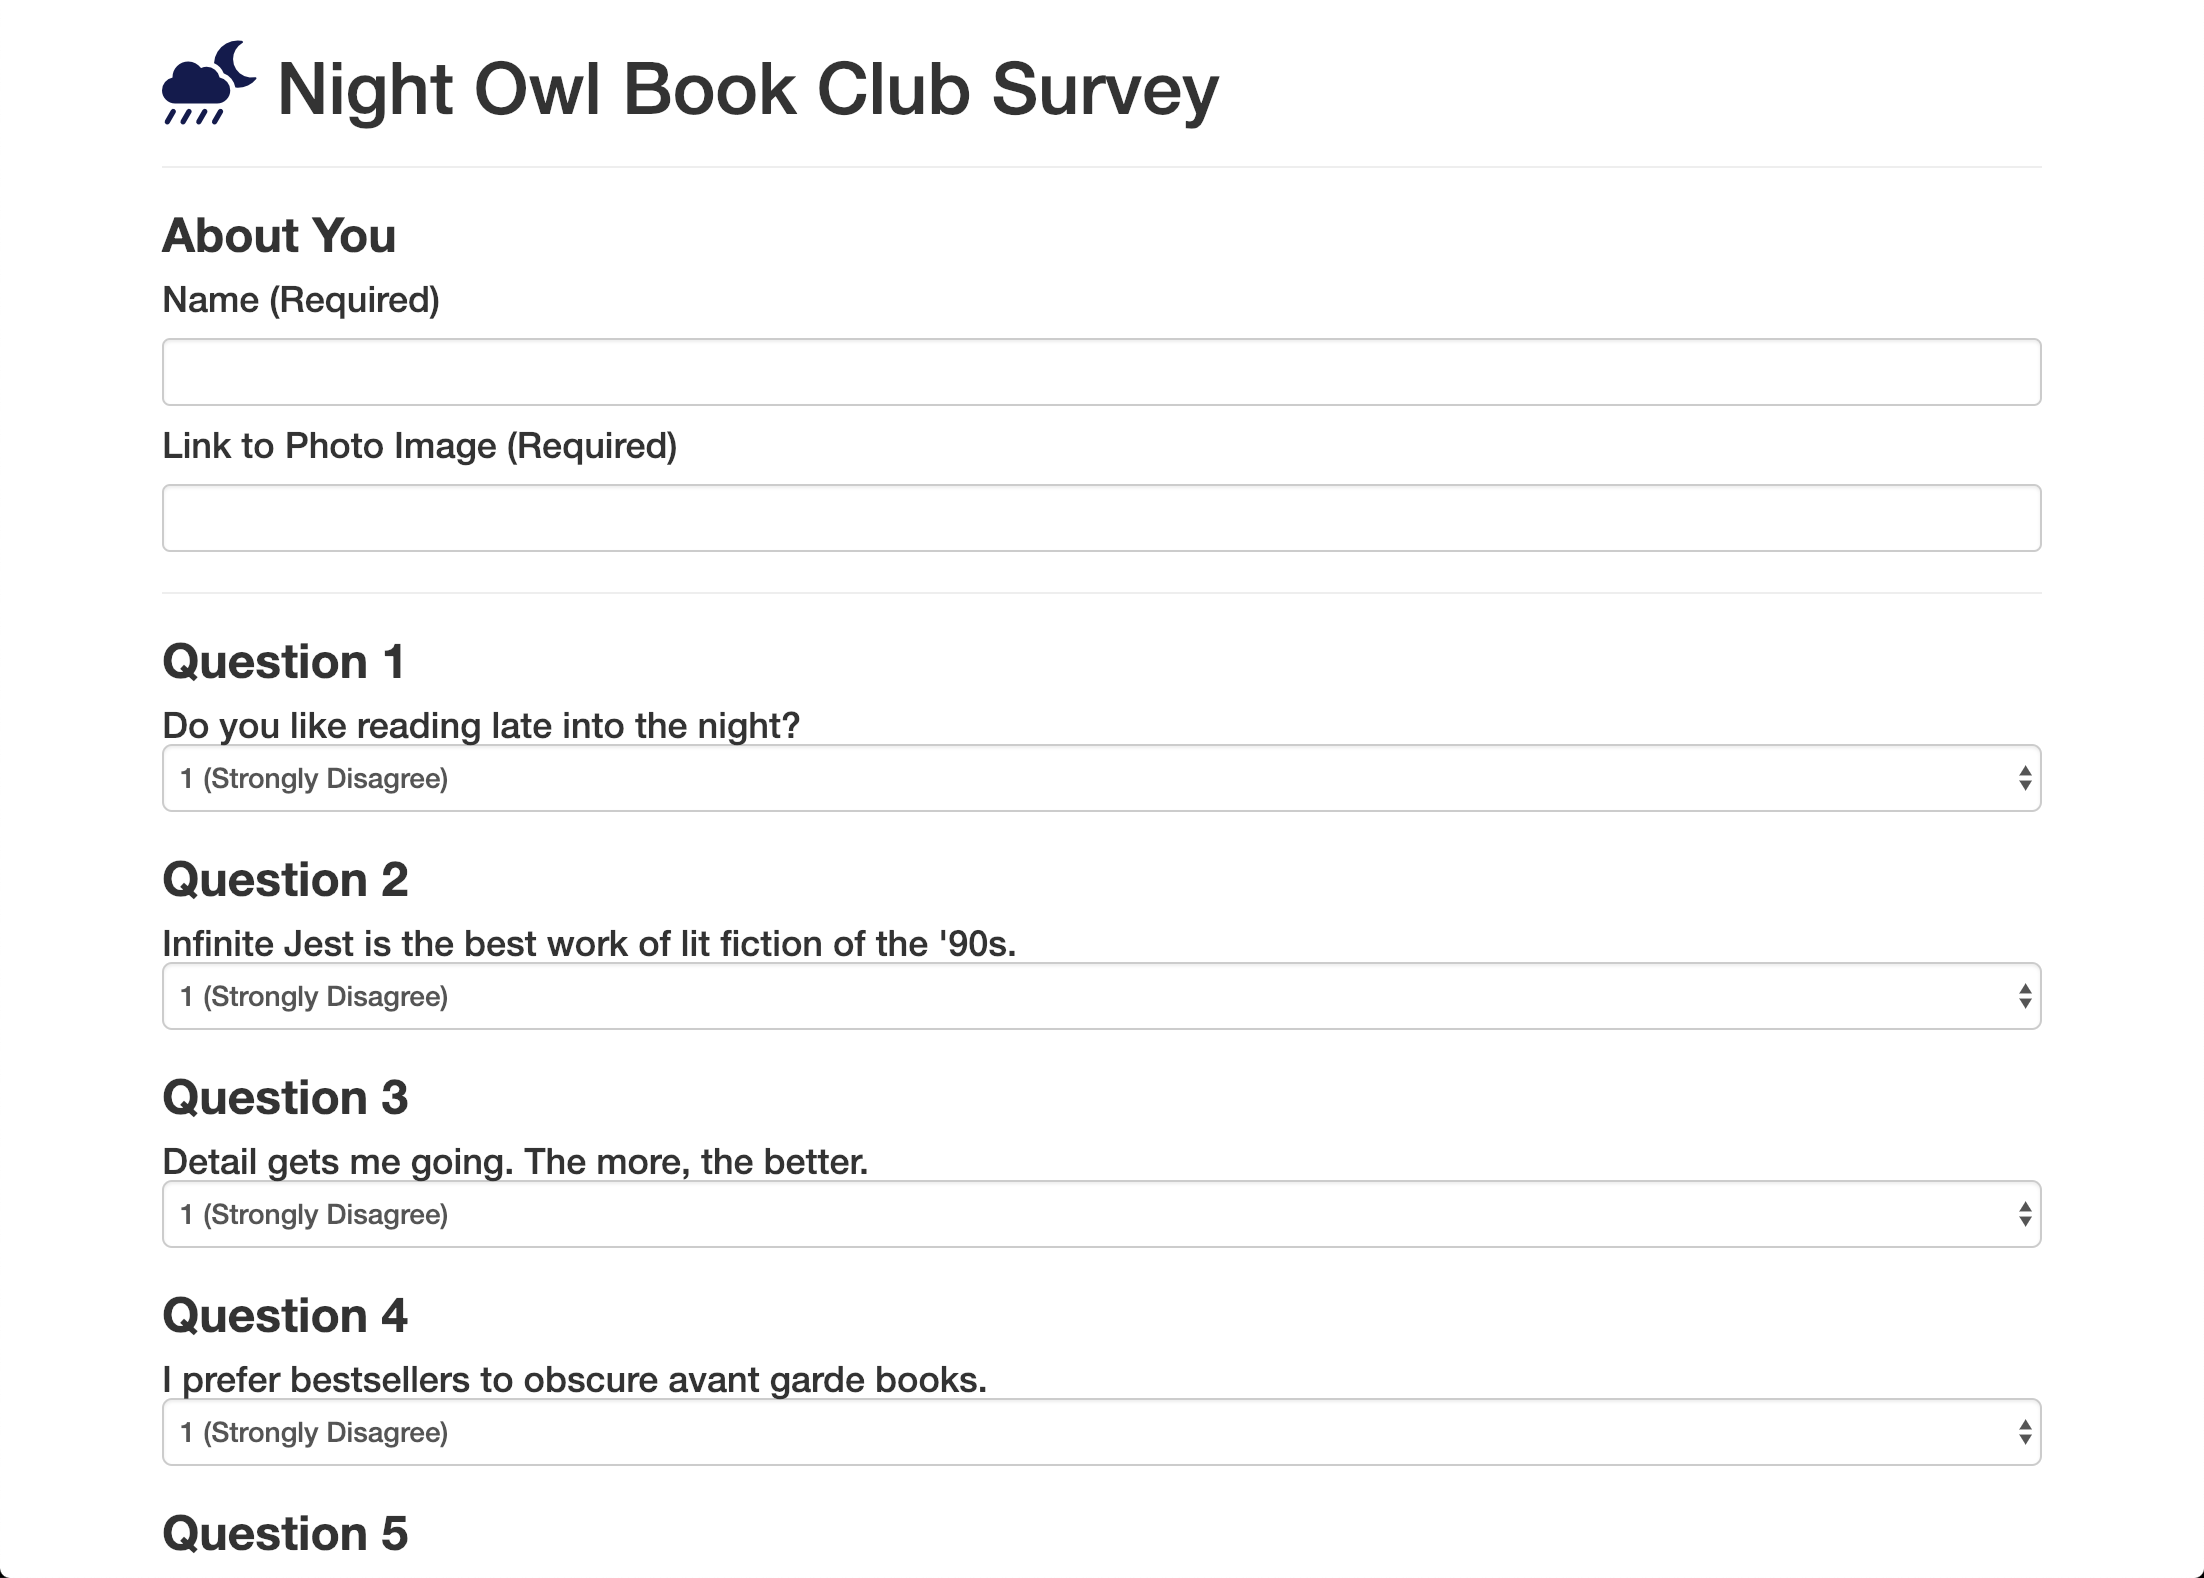 Night Owl Book Club Survey
About You
Name (Required)
Link to Photo Image (Required)
Question 1
Do you like reading late into the night?
1 (Strongly Disagree)
Question 2
Infinite Jest is the best work of lit fiction of the '90s.
1 (Strongly Disagree)
Question 3
Detail gets me going. The more, the better.
1 (Strongly Disagree)
Question 4
I prefer bestsellers to obscure avant garde books.
1 (Strongly Disagree)
Question 5